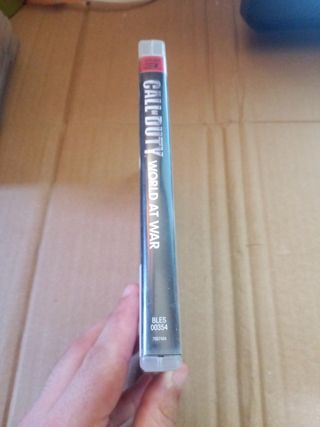 CALL OF DUTY
WORLD AT WAR
BLES
00354